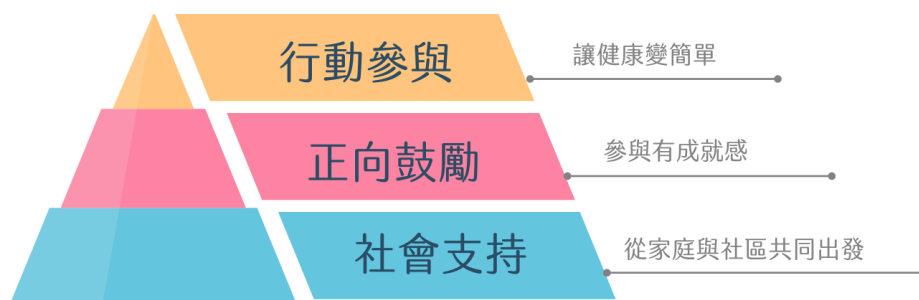 行動參與
讓健康變簡單
正向鼓勵
參與有成就感
社會支持
從家庭與社區共同出發